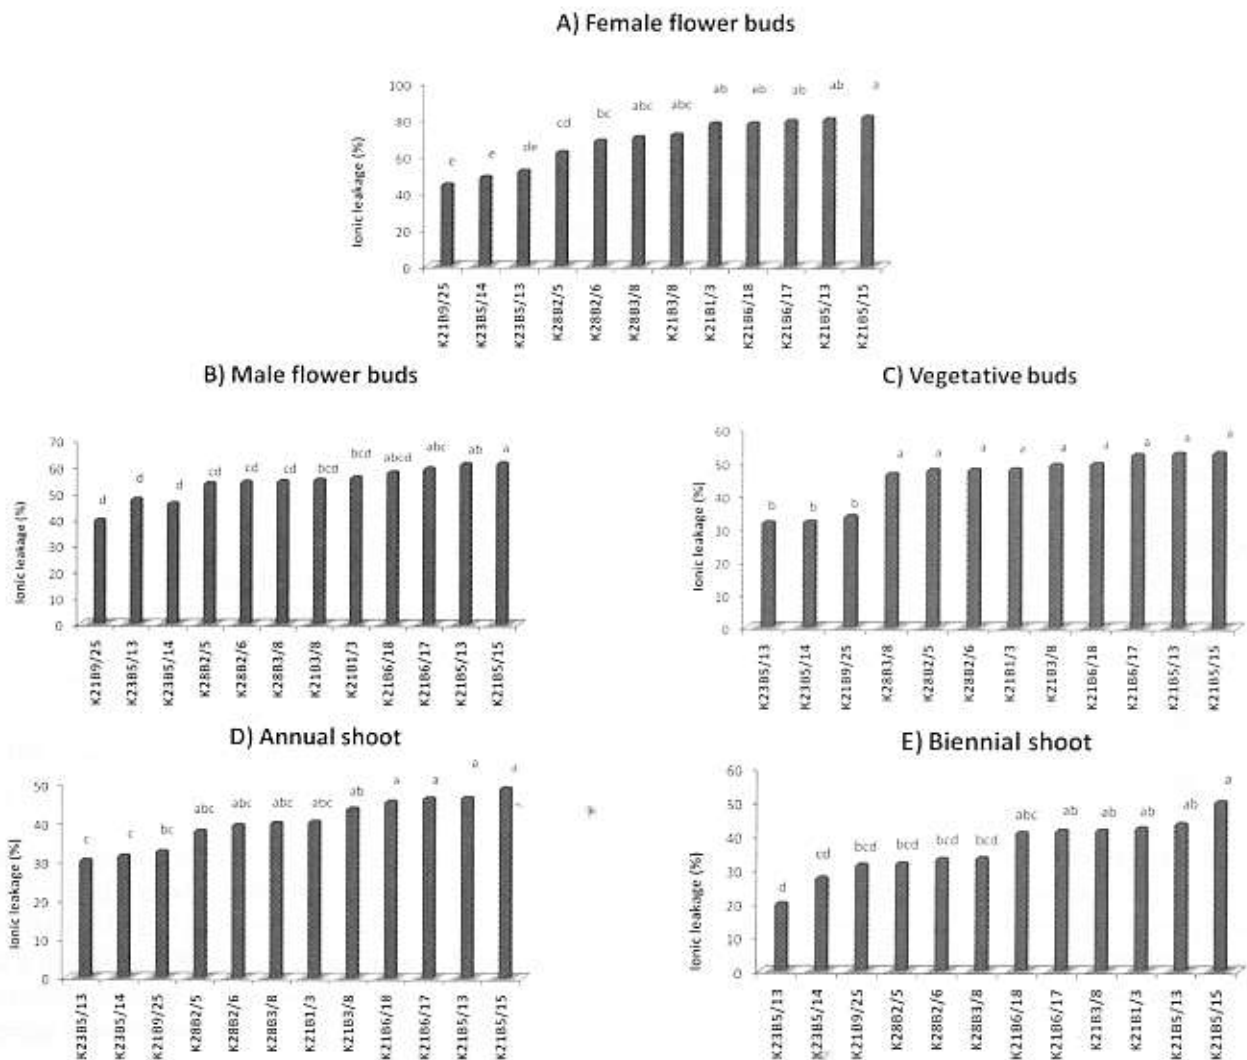 A) Female flower buds
Ionic leakage (%)
100
80
60
40
20
0
e e de cd bc abc abc ab ab ab ab a
K21B9/25 K23B5/14 K23B5/13 K28B2/5 K28B2/6 K28B3/8 K21B3/8 K21B1/3 K21B6/18 K21B6/17 K21B5/13 K21B5/15
B) Male flower buds
Ionic leakage (%)
70
60
50
40
30
20
10
0
d d d cd cd cd bcd bcd abcd abc ab a
K21B9/25 K23B5/13 K23B5/14 K28B2/5 K28B2/6 K28B3/8 K21B3/8 K21B1/3 K21B6/18 K21B6/17 K21B5/13 K21B5/15
C) Vegetative buds
Ionic leakage (%)
60
50
40
30
20
10
0
b b b a a a a a a a a a
K23B5/13 K23B5/14 K21B9/25 K28B3/8 K28B2/5 K28B2/6 K21B1/3 K21B3/8 K21B6/18 K21B6/17 K21B5/13 K21B5/15
D) Annual shoot
Ionic leakage (%)
50
40
30
20
10
0
c c bc abc abc abc abc ab a a a a
K23B5/13 K23B5/14 K21B9/25 K28B2/5 K28B2/6 K28B3/8 K21B1/3 K21B3/8 K21B6/18 K21B6/17 K21B5/13 K21B5/15
E) Biennial shoot
Ionic leakage (%)
60
50
40
30
20
10
0
d cd bcd bcd bcd bcd abc ab ab ab ab a
K23B5/13 K23B5/14 K21B9/25 K28B2/5 K28B2/6 K28B3/8 K21B6/18 K21B6/17 K21B3/8 K21B1/3 K21B5/13 K21B5/15